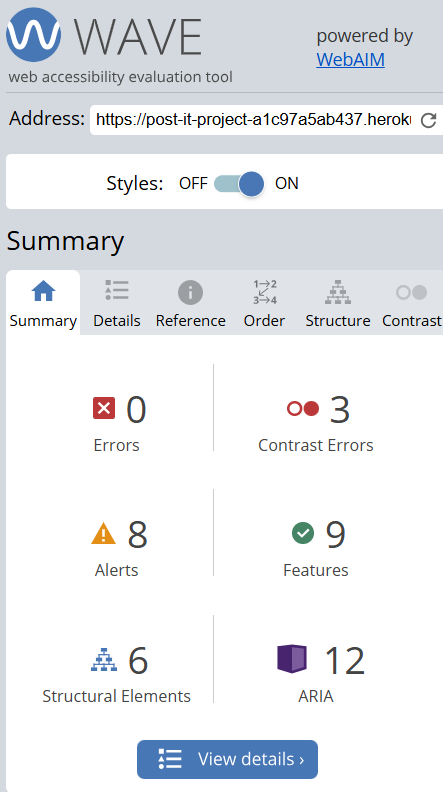 WAVE
powered by
WebAIM
web accessibility evaluation tool
Address: https://post-it-project-a1c97a5ab437.heroku
Styles: OFF ON
Summary
1 2
3 4
Summary Details Reference Order Structure Contrast
0 3
Errors Contrast Errors
8 9
Alerts Features
6 12
Structural Elements ARIA
View details ›